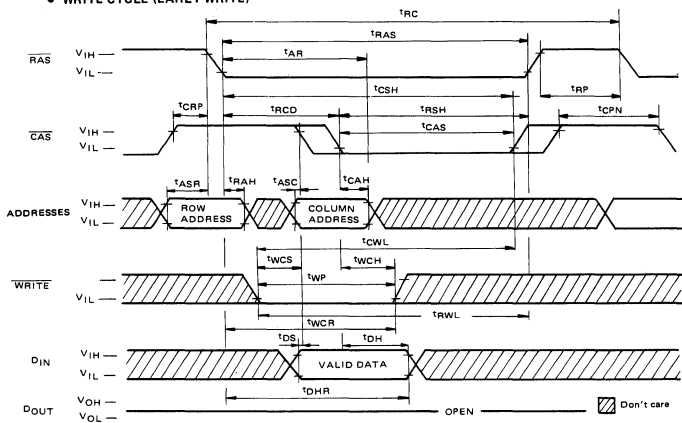 • WRITE CYCLE (EARLY WRITE)
tRC
tRAS
RAS
VIH
VIL
tAR
tCSH
tRP
tCRP
tRCD
tRSH
tCPN
CAS
VIH
VIL
tCAS
tASR
tRAH
tASC
tCAH
ADDRESSES
VIH
VIL
ROW ADDRESS
COLUMN ADDRESS
tCWL
tWCS
tWCH
WRITE
VIH
VIL
tWP
tRWL
tWCR
tDS
tDH
DIN
VIH
VIL
VALID DATA
tDHR
DOUT
VOH
VOL
OPEN
Don't care